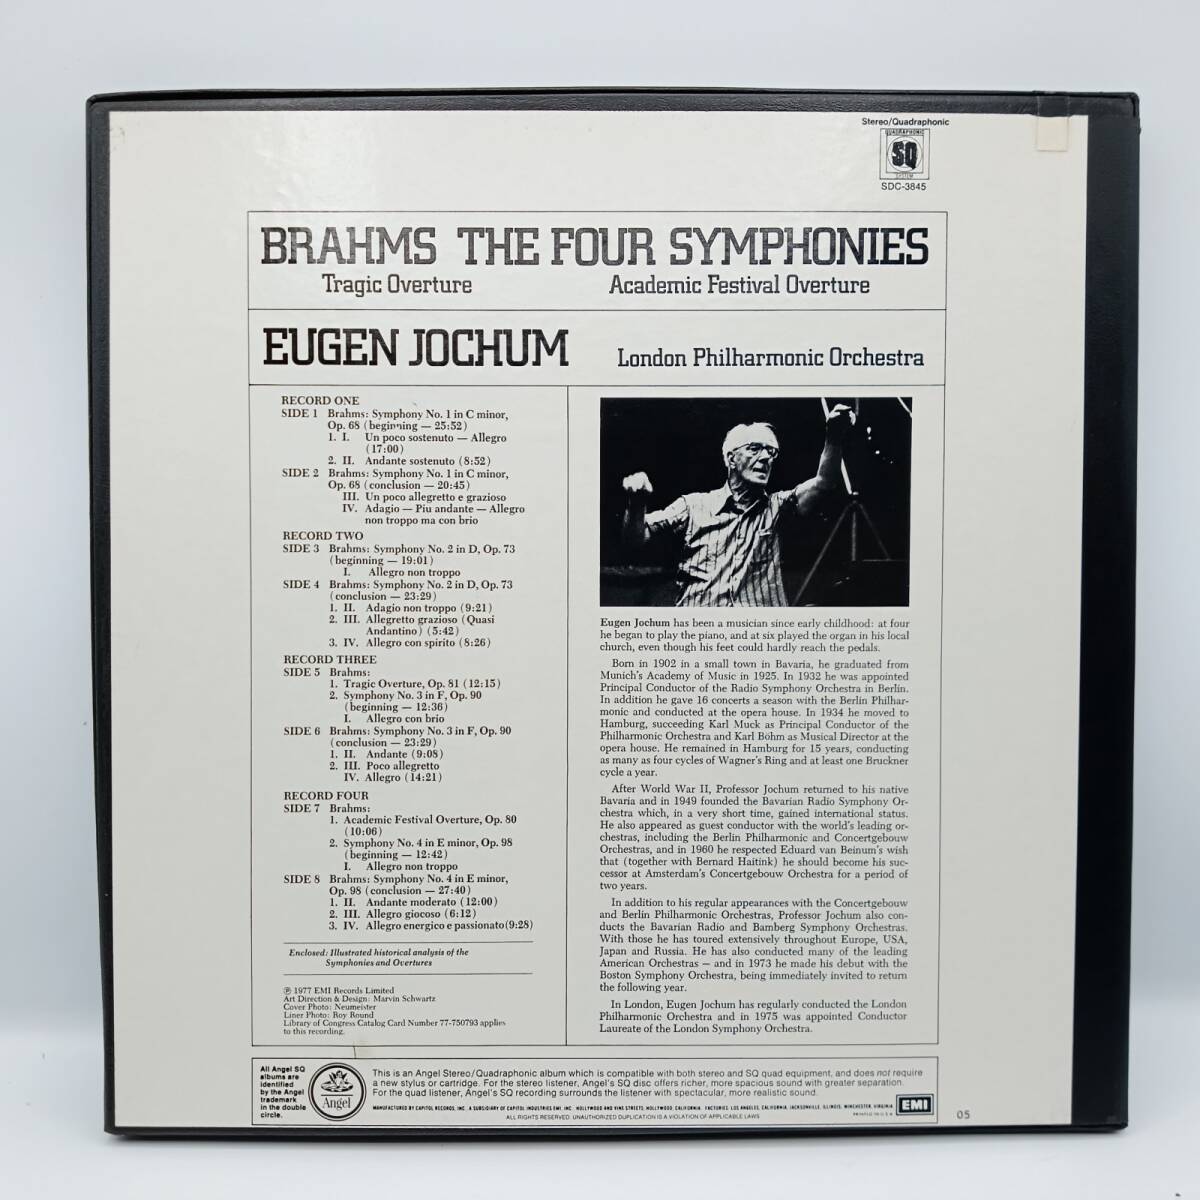 Stereo/Quadraphonic
QUADRAPHONIC
SQ
SYSTEM
SDC-3845
BRAHMS THE FOUR SYMPHONIES
Tragic Overture
Academic Festival Overture
EUGEN JOCHUM
London Philharmonic Orchestra
RECORD ONE
SIDE 1 Brahms: Symphony No. 1 in C minor,
Op. 68 (beginning — 25:52)
1. I. Un poco sostenuto — Allegro
(17:00)
2. II. Andante sostenuto (8:52)
SIDE 2 Brahms: Symphony No. 1 in C minor,
Op. 68 (conclusion — 20:45)
III. Un poco allegretto e grazioso
IV. Adagio — Piu andante — Allegro
non troppo ma con brio
RECORD TWO
SIDE 3 Brahms: Symphony No. 2 in D, Op. 73
(beginning — 19:01)
I. Allegro non troppo
SIDE 4 Brahms: Symphony No. 2 in D, Op. 73
(conclusion — 23:29)
1. II. Adagio non troppo (9:21)
2. III. Allegretto grazioso (Quasi
Andantino) (5:42)
3. IV. Allegro con spirito (8:26)
RECORD THREE
SIDE 5 Brahms:
1. Tragic Overture, Op. 81 (12:15)
2. Symphony No. 3 in F, Op. 90
(beginning — 12:36)
I. Allegro con brio
SIDE 6 Brahms: Symphony No. 3 in F, Op. 90
(conclusion — 23:29)
1. II. Andante (9:08)
2. III. Poco allegretto
IV. Allegro (14:21)
RECORD FOUR
SIDE 7 Brahms:
1. Academic Festival Overture, Op. 80
(10:06)
2. Symphony No. 4 in E minor, Op. 98
(beginning — 12:42)
I. Allegro non troppo
SIDE 8 Brahms: Symphony No. 4 in E minor,
Op. 98 (conclusion — 27:40)
1. II. Andante moderato (12:00)
2. III. Allegro giocoso (6:12)
3. IV. Allegro energico e passionato (9:28)
Enclosed: Illustrated historical analysis of the
Symphonies and Overtures
℗ 1977 EMI Records Limited
Art Direction & Design: Marvin Schwartz
Cover Photo: Neumeister
Liner Photo: Roy Round
Library of Congress Catalog Card Number 77-750793 applies
to this recording.
Eugen Jochum has been a musician since early childhood: at four
he began to play the piano, and at six played the organ in his local
church, even though his feet could hardly reach the pedals.
Born in 1902 in a small town in Bavaria, he graduated from
Munich's Academy of Music in 1925. In 1932 he was appointed
Principal Conductor of the Radio Symphony Orchestra in Berlin.
In addition he gave 16 concerts a season with the Berlin Philhar-
monic and conducted at the opera house. In 1934 he moved to
Hamburg, succeeding Karl Muck as Principal Conductor of the
Philharmonic Orchestra and Karl Böhm as Musical Director at the
opera house. He remained in Hamburg for 15 years, conducting
as many as four cycles of Wagner's Ring and at least one Bruckner
cycle a year.
After World War II, Professor Jochum returned to his native
Bavaria and in 1949 founded the Bavarian Radio Symphony Or-
chestra which, in a very short time, gained international status.
He also appeared as guest conductor with the world's leading or-
chestras, including the Berlin Philharmonic and Concertgebouw
Orchestras, and in 1960 he respected Eduard van Beinum's wish
that (together with Bernard Haitink) he should become his suc-
cessor at Amsterdam's Concertgebouw Orchestra for a period of
two years.
In addition to his regular appearances with the Concertgebouw
and Berlin Philharmonic Orchestras, Professor Jochum also con-
ducts the Bavarian Radio and Bamberg Symphony Orchestras.
With those he has toured extensively throughout Europe, USA,
Japan and Russia. He has also conducted many of the leading
American Orchestras — and in 1973 he made his debut with the
Boston Symphony Orchestra, being immediately invited to return
the following year.
In London, Eugen Jochum has regularly conducted the London
Philharmonic Orchestra and in 1975 was appointed Conductor
Laureate of the London Symphony Orchestra.
All Angel SQ
albums are
identified
by the Angel
trademark
in the double
circle.
Angel
This is an Angel Stereo/Quadraphonic album which is compatible with both stereo and SQ quad equipment, and does not require
a new stylus or cartridge. For the stereo listener, Angel's SQ disc offers richer, more spacious sound with greater separation.
For the quad listener, Angel's SQ recording surrounds the listener with spectacular, more realistic sound.
MANUFACTURED BY CAPITOL RECORDS, INC., A SUBSIDIARY OF CAPITOL INDUSTRIES-EMI, INC., HOLLYWOOD AND VINE STREETS, HOLLYWOOD, CALIFORNIA. FACTORIES: LOS ANGELES, CALIFORNIA, JACKSONVILLE, ILLINOIS, WINCHESTER, VIRGINIA
ALL RIGHTS RESERVED. UNAUTHORIZED DUPLICATION IS A VIOLATION OF APPLICABLE LAWS
PRINTED IN U.S.A.
EMI
05